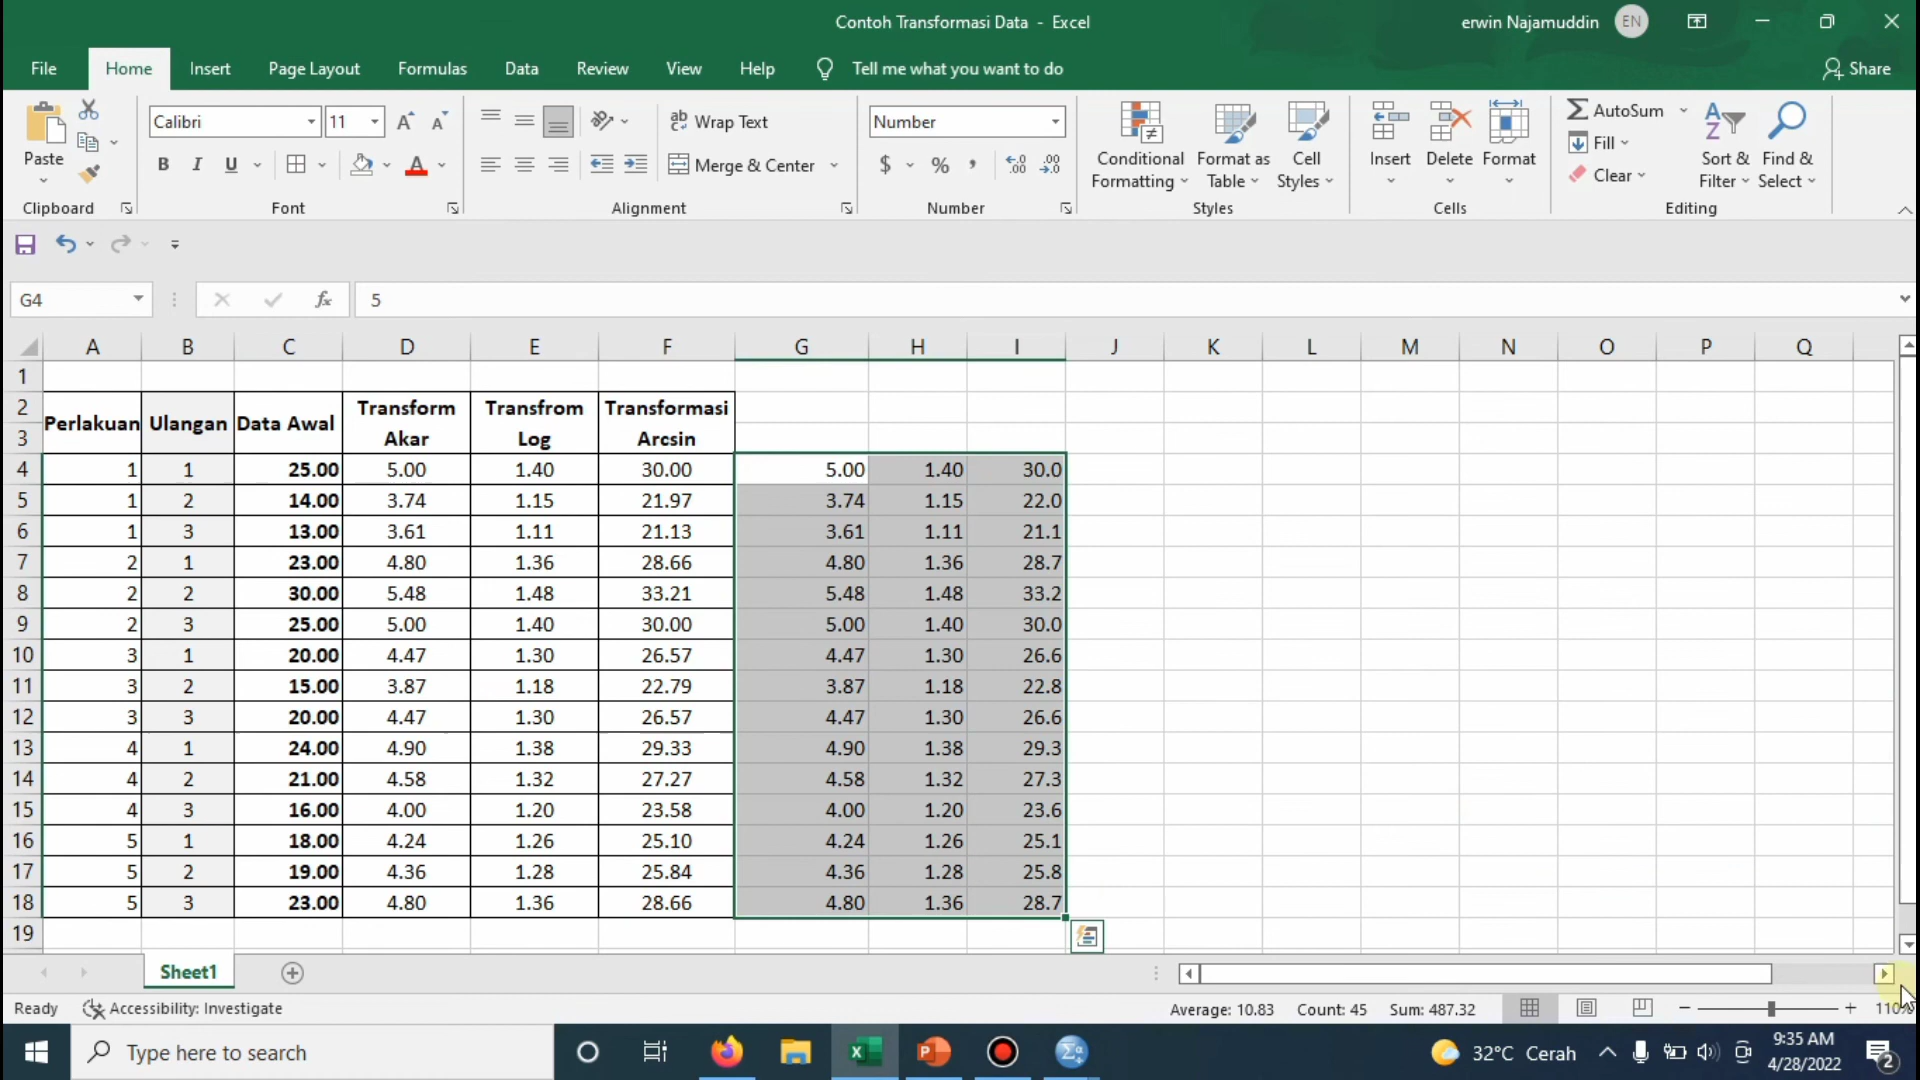 Contoh Transformasi Data - Excel
erwin Najamuddin EN
File Home Insert Page Layout Formulas Data Review View Help Tell me what you want to do Share
Paste
Clipboard
Calibri 11
B I U A
Font
Wrap Text
Merge & Center
Alignment
Number
$ % ,
Number
Conditional Formatting
Format as Table
Cell Styles
Styles
Insert Delete Format
Cells
AutoSum
Fill
Clear
Sort & Filter
Find & Select
Editing
G4 fx 5
A B C D E F G H I J K L M N O P Q
1
2 Perlakuan Ulangan Data Awal Transform Transfrom Transformasi
3 Akar Log Arcsin
4 1 1 25.00 5.00 1.40 30.00 5.00 1.40 30.0
5 1 2 14.00 3.74 1.15 21.97 3.74 1.15 22.0
6 1 3 13.00 3.61 1.11 21.13 3.61 1.11 21.1
7 2 1 23.00 4.80 1.36 28.66 4.80 1.36 28.7
8 2 2 30.00 5.48 1.48 33.21 5.48 1.48 33.2
9 2 3 25.00 5.00 1.40 30.00 5.00 1.40 30.0
10 3 1 20.00 4.47 1.30 26.57 4.47 1.30 26.6
11 3 2 15.00 3.87 1.18 22.79 3.87 1.18 22.8
12 3 3 20.00 4.47 1.30 26.57 4.47 1.30 26.6
13 4 1 24.00 4.90 1.38 29.33 4.90 1.38 29.3
14 4 2 21.00 4.58 1.32 27.27 4.58 1.32 27.3
15 4 3 16.00 4.00 1.20 23.58 4.00 1.20 23.6
16 5 1 18.00 4.24 1.26 25.10 4.24 1.26 25.1
17 5 2 19.00 4.36 1.28 25.84 4.36 1.28 25.8
18 5 3 23.00 4.80 1.36 28.66 4.80 1.36 28.7
19
Sheet1
Ready Accessibility: Investigate Average: 10.83 Count: 45 Sum: 487.32 110%
Type here to search 32°C Cerah 9:35 AM
4/28/2022 2